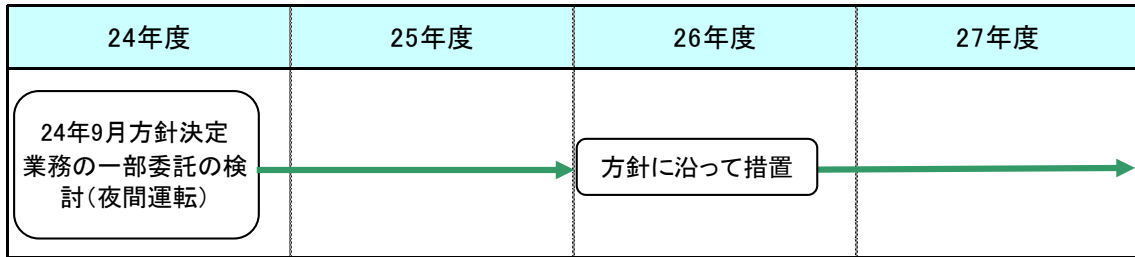 24年度
25年度
26年度
27年度
24年9月方針決定
業務の一部委託の検
討(夜間運転)
方針に沿って措置